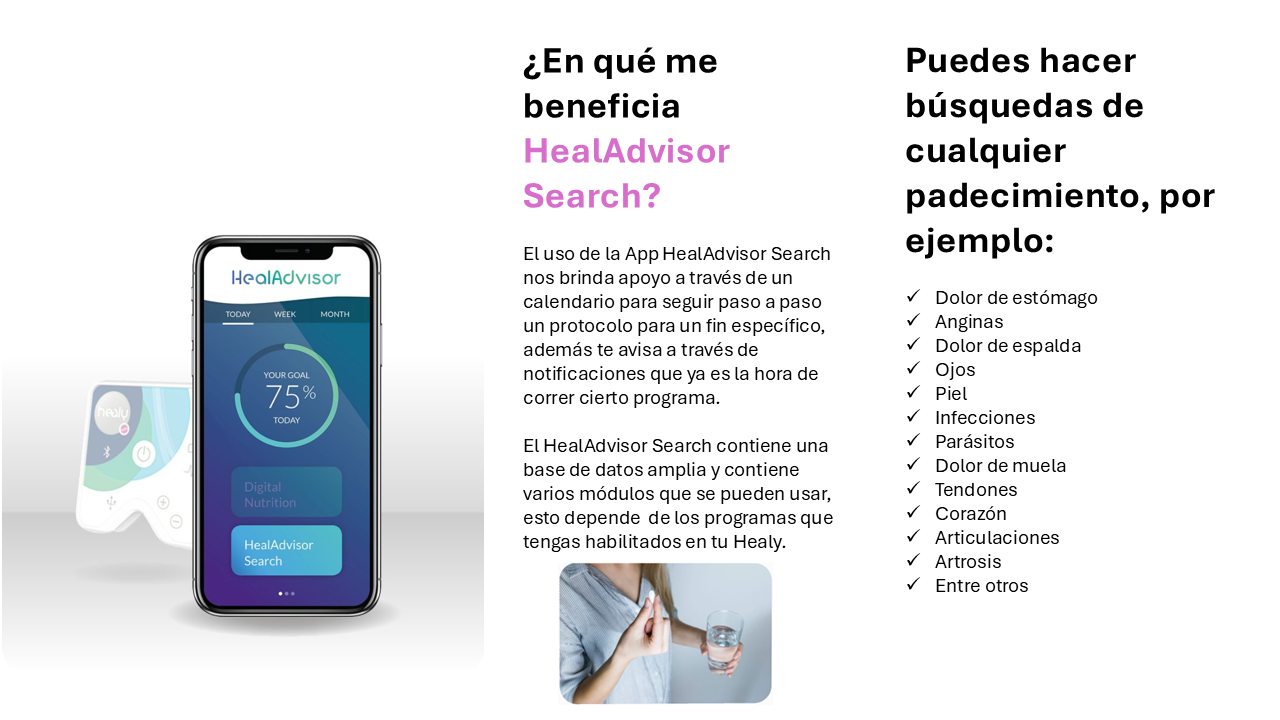 ¿En qué me
beneficia
HealAdvisor
Search?
El uso de la App HealAdvisor Search
nos brinda apoyo a través de un
calendario para seguir paso a paso
un protocolo para un fin específico,
además te avisa a través de
notificaciones que ya es la hora de
correr cierto programa.
El HealAdvisor Search contiene una
base de datos amplia y contiene
varios módulos que se pueden usar,
esto depende  de los programas que
tengas habilitados en tu Healy.
Puedes hacer
búsquedas de
cualquier
padecimiento, por
ejemplo:
✓ Dolor de estómago
✓ Anginas
✓ Dolor de espalda
✓ Ojos
✓ Piel
✓ Infecciones
✓ Parásitos
✓ Dolor de muela
✓ Tendones
✓ Corazón
✓ Articulaciones
✓ Artrosis
✓ Entre otros
HealAdvisor
TODAY WEEK MONTH
YOUR GOAL
75%
TODAY
Digital
Nutrition
HealAdvisor
Search
healy